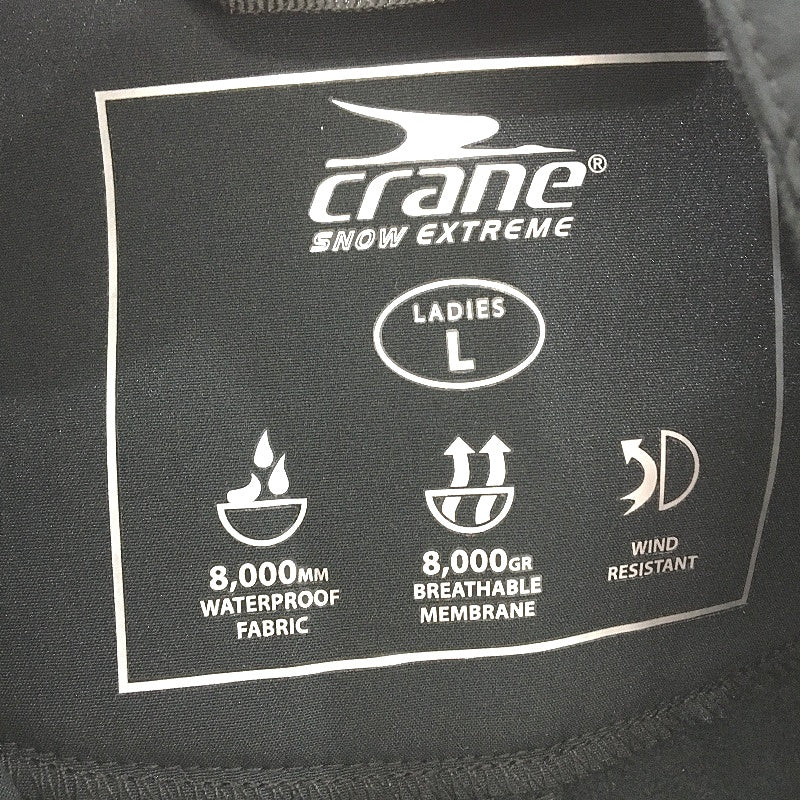 crane®
SNOW EXTREME
LADIES
L
8,000MM
WATERPROOF
FABRIC
8,000GR
BREATHABLE
MEMBRANE
WIND
RESISTANT